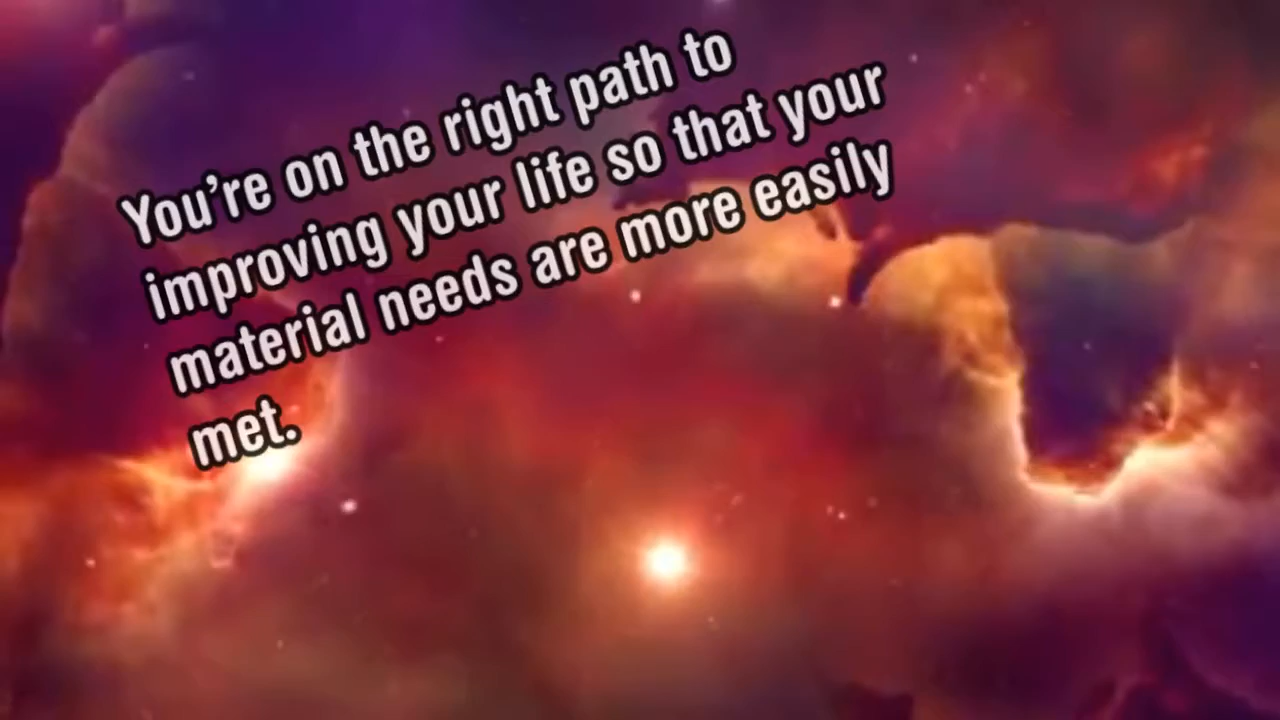 You’re on the right path to
improving your life so that your
material needs are more easily
met.